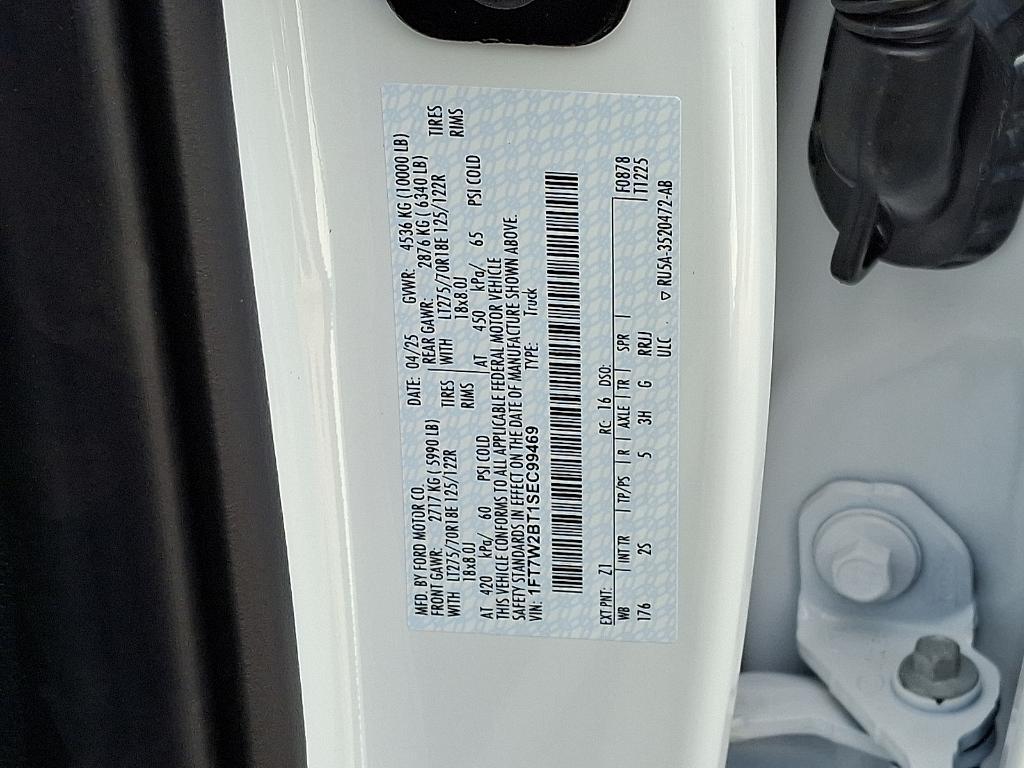 MFD. BY FORD MOTOR CO. DATE: 04/25 GVWR: 4536 KG (10000 LB)
FRONT GAWR: 2717 KG ( 5990 LB) REAR GAWR: 2876 KG ( 6340 LB)
WITH LT275/70R18E 125/122R TIRES WITH LT275/70R18E 125/122R TIRES
18x8.0J RIMS 18x8.0J RIMS
AT 420 kPa/ 60 PSI COLD AT 450 kPa/ 65 PSI COLD
THIS VEHICLE CONFORMS TO ALL APPLICABLE FEDERAL MOTOR VEHICLE
SAFETY STANDARDS IN EFFECT ON THE DATE OF MANUFACTURE SHOWN ABOVE.
VIN: 1FT7W2BT1SEC99469 TYPE: Truck
EXT PNT: Z1 RC: 16 DSO: F0878
WB INTTR TP/PS R AXLE TR SPR T1225
176 2S 5 3H G RRJJ
ULC ▽ RU5A-3520472-AB